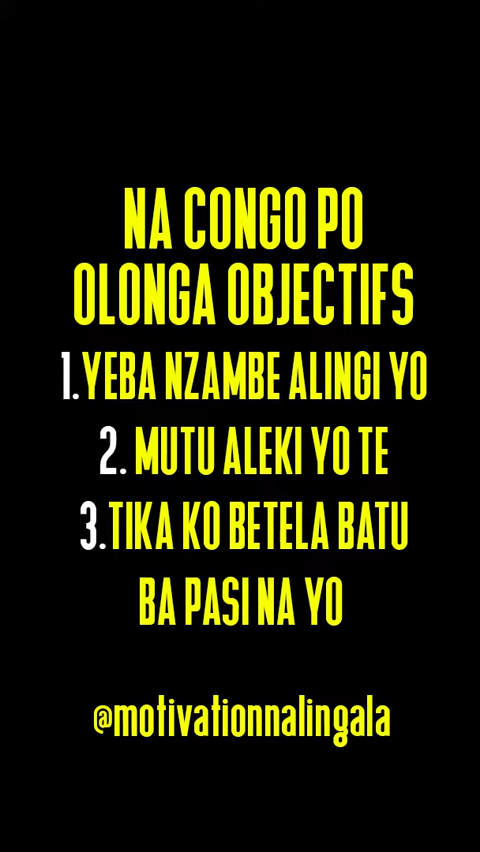 NA CONGO PO
OLONGA OBJECTIFS
1.YEBA NZAMBE ALINGI YO
2. MUTU ALEKI YO TE
3.TIKA KO BETELA BATU
BA PASI NA YO
@motivationnalingala